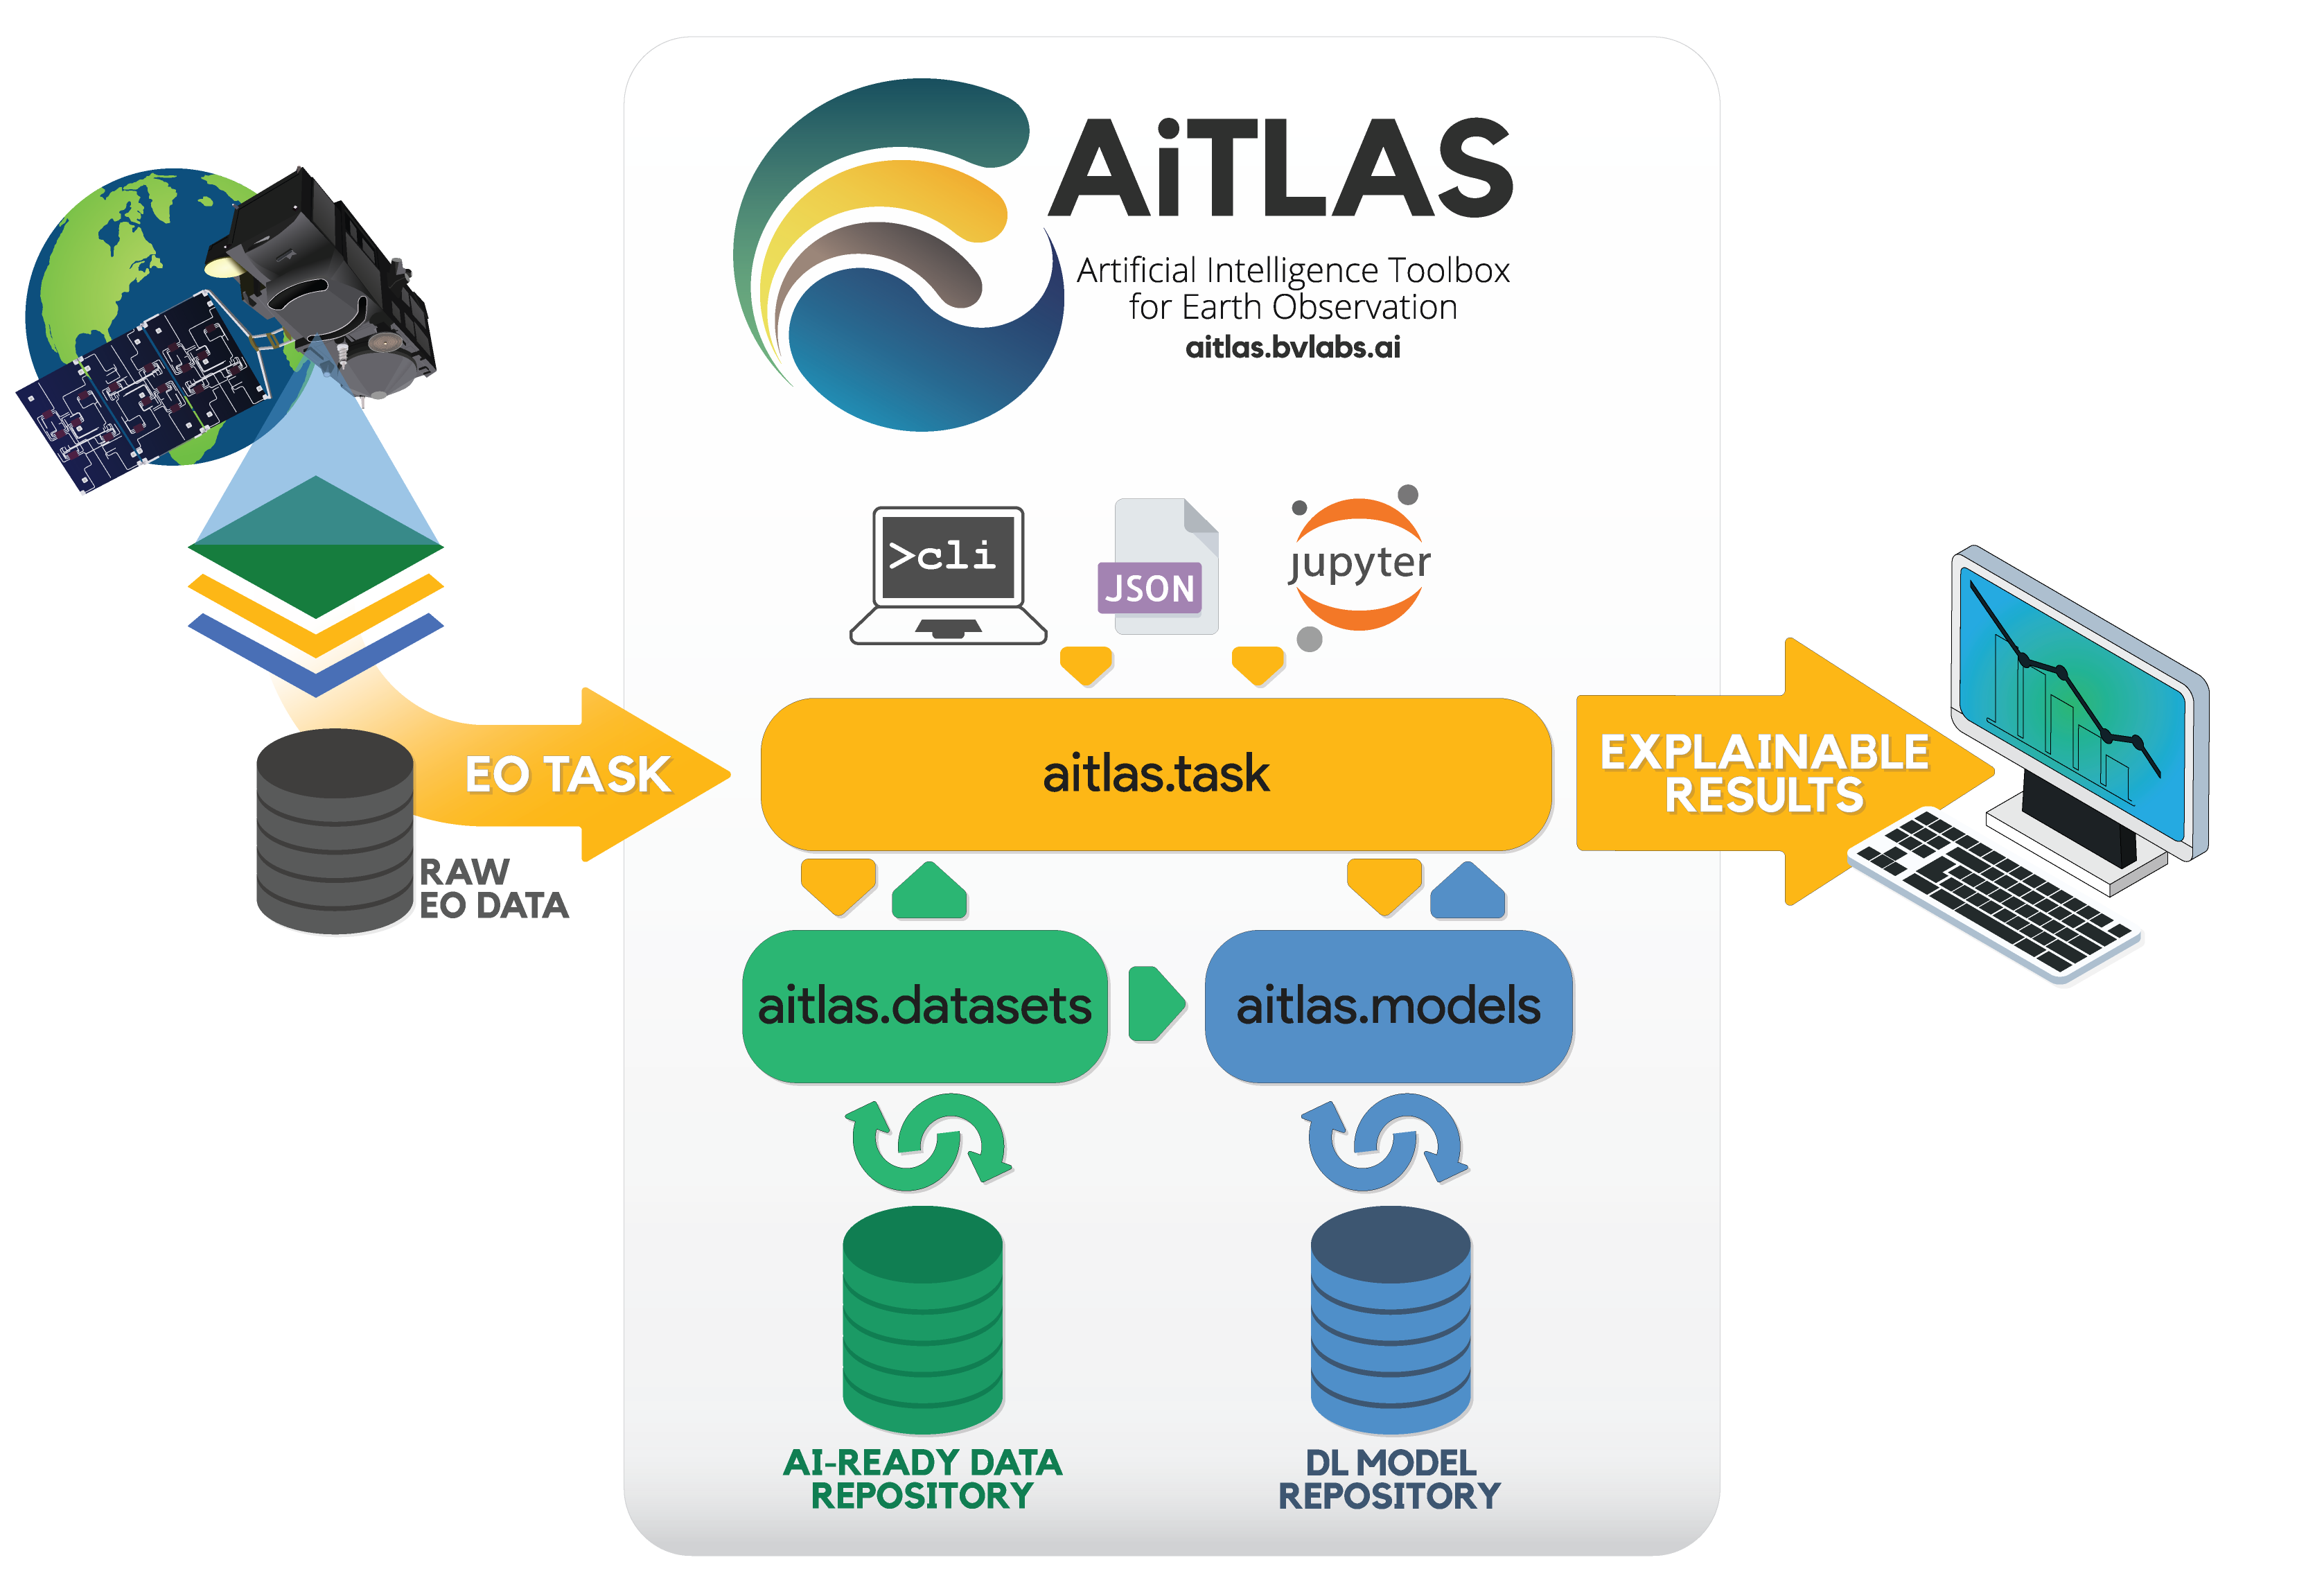 AiTLAS
Artificial Intelligence Toolbox
for Earth Observation
aitlas.bvlabs.ai
>cli
JSON
jupyter
EO TASK
aitlas.task
EXPLAINABLE
RESULTS
RAW
EO DATA
aitlas.datasets
aitlas.models
AI-READY DATA
REPOSITORY
DL MODEL
REPOSITORY